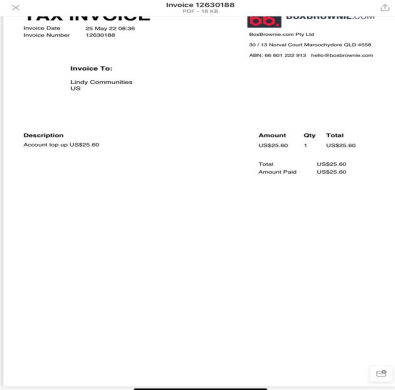 Invoice 12630188
PDF - 18 KB
TAX INVOICE
BOXBROWNIE.COM
Invoice Date 25 May 22 08:36
Invoice Number 12630188
BoxBrownie.com Pty Ltd
30 / 13 Norval Court Maroochydore QLD 4558
ABN: 66 601 222 913 hello@boxbrownie.com
Invoice To:
Lindy Communities
US
Description Amount Qty Total
Account top up US$25.60 US$25.60 1 US$25.60
Total US$25.60
Amount Paid US$25.60